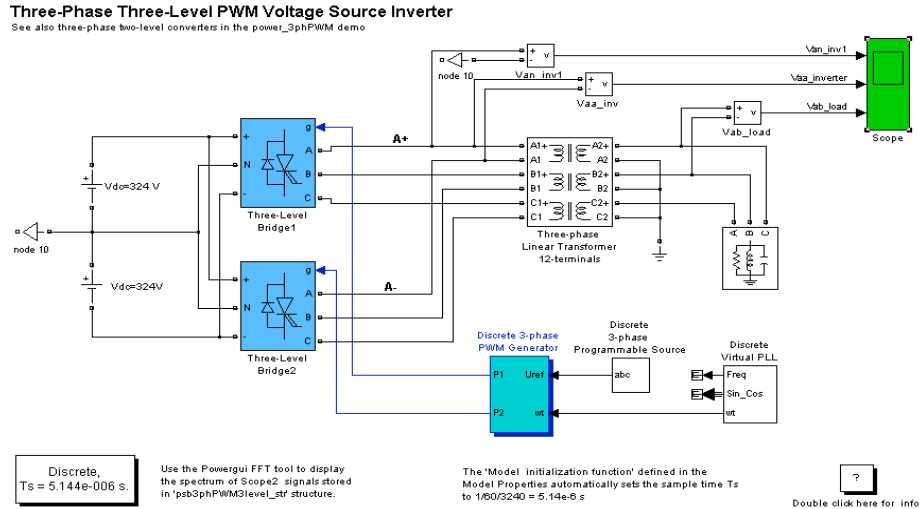 Three-Phase Three-Level PWM Voltage Source Inverter
See also three-phase two-level converters in the power_3phPWM demo
node 10
+
-
v
Van_inv1
Van_inv1
+
-
v
Vaa_inv
Vaa_inverter
+
-
v
Vab_load
Vab_load
Scope
+
N
-
g
A
B
C
Three-Level
Bridge1
A+
A1+
A1
B1+
B1
C1+
C1
A2+
A2
B2+
B2
C2+
C2
Three-phase
Linear Transformer
12-terminals
A B C
+
Vdc=324 V
node 10
+
Vdc=324V
+
N
-
g
A
B
C
Three-Level
Bridge2
A-
Discrete 3-phase
PWM Generator
P1
P2
Uref
wt
Discrete
3-phase
Programmable Source
abc
Discrete
Virtual PLL
Freq
Sin_Cos
wt
Discrete,
Ts = 5.144e-006 s.
Use the Powergui FFT tool to display
the spectrum of Scope2 signals stored
in 'psb3phPWM3level_str' structure.
The 'Model initialization function' defined in the
Model Properties automatically sets the sample time Ts
to 1/60/3240 = 5.14e-6 s
?
Double click here for info